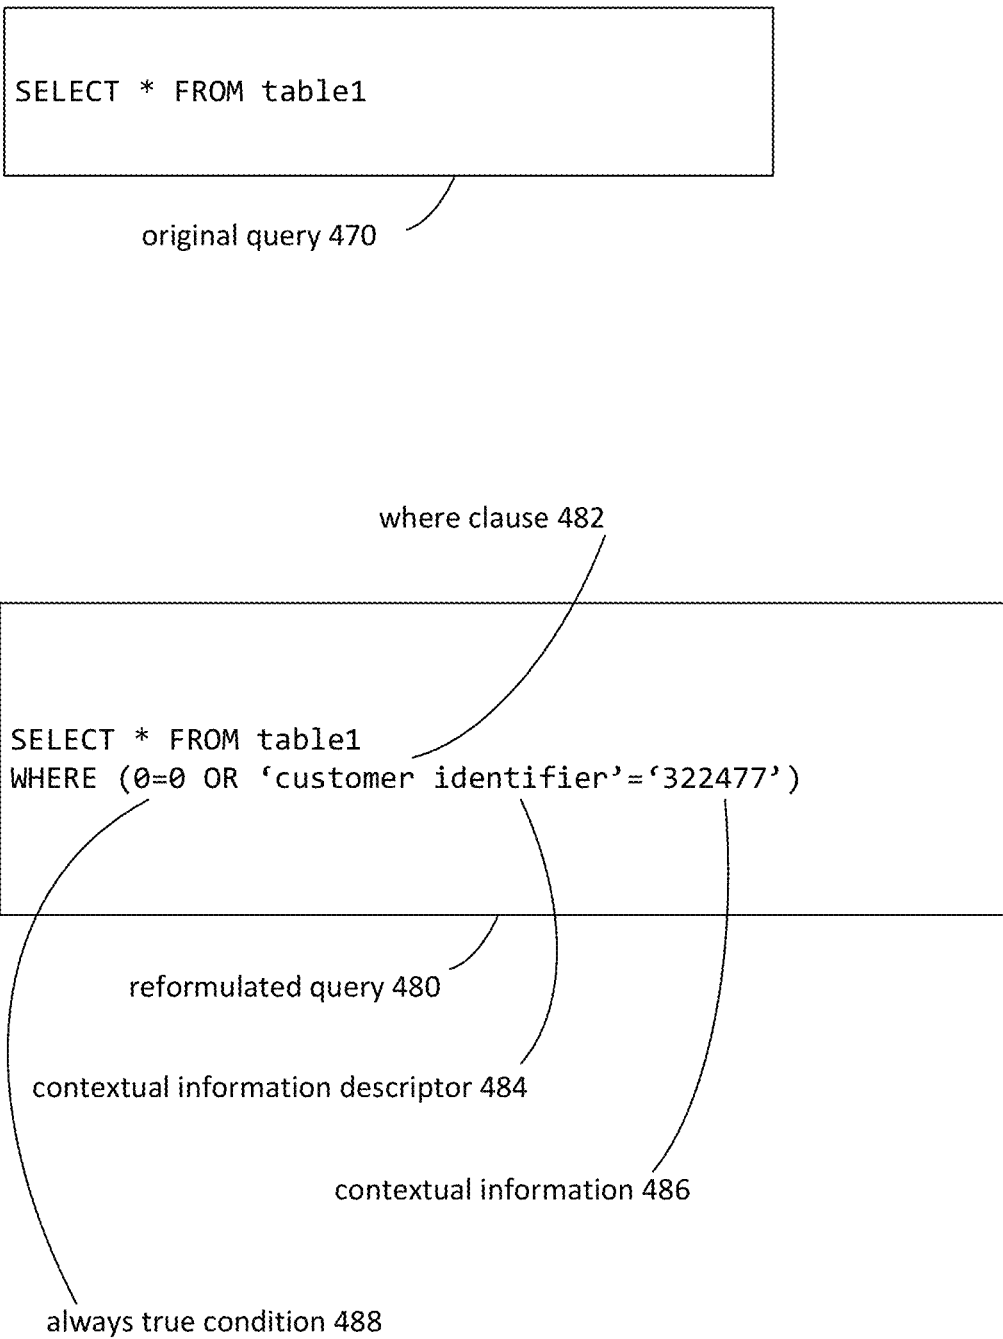 SELECT * FROM table1
original query 470
where clause 482
SELECT * FROM table1
WHERE (0=0 OR ‘customer identifier’=‘322477’)
reformulated query 480
contextual information descriptor 484
contextual information 486
always true condition 488